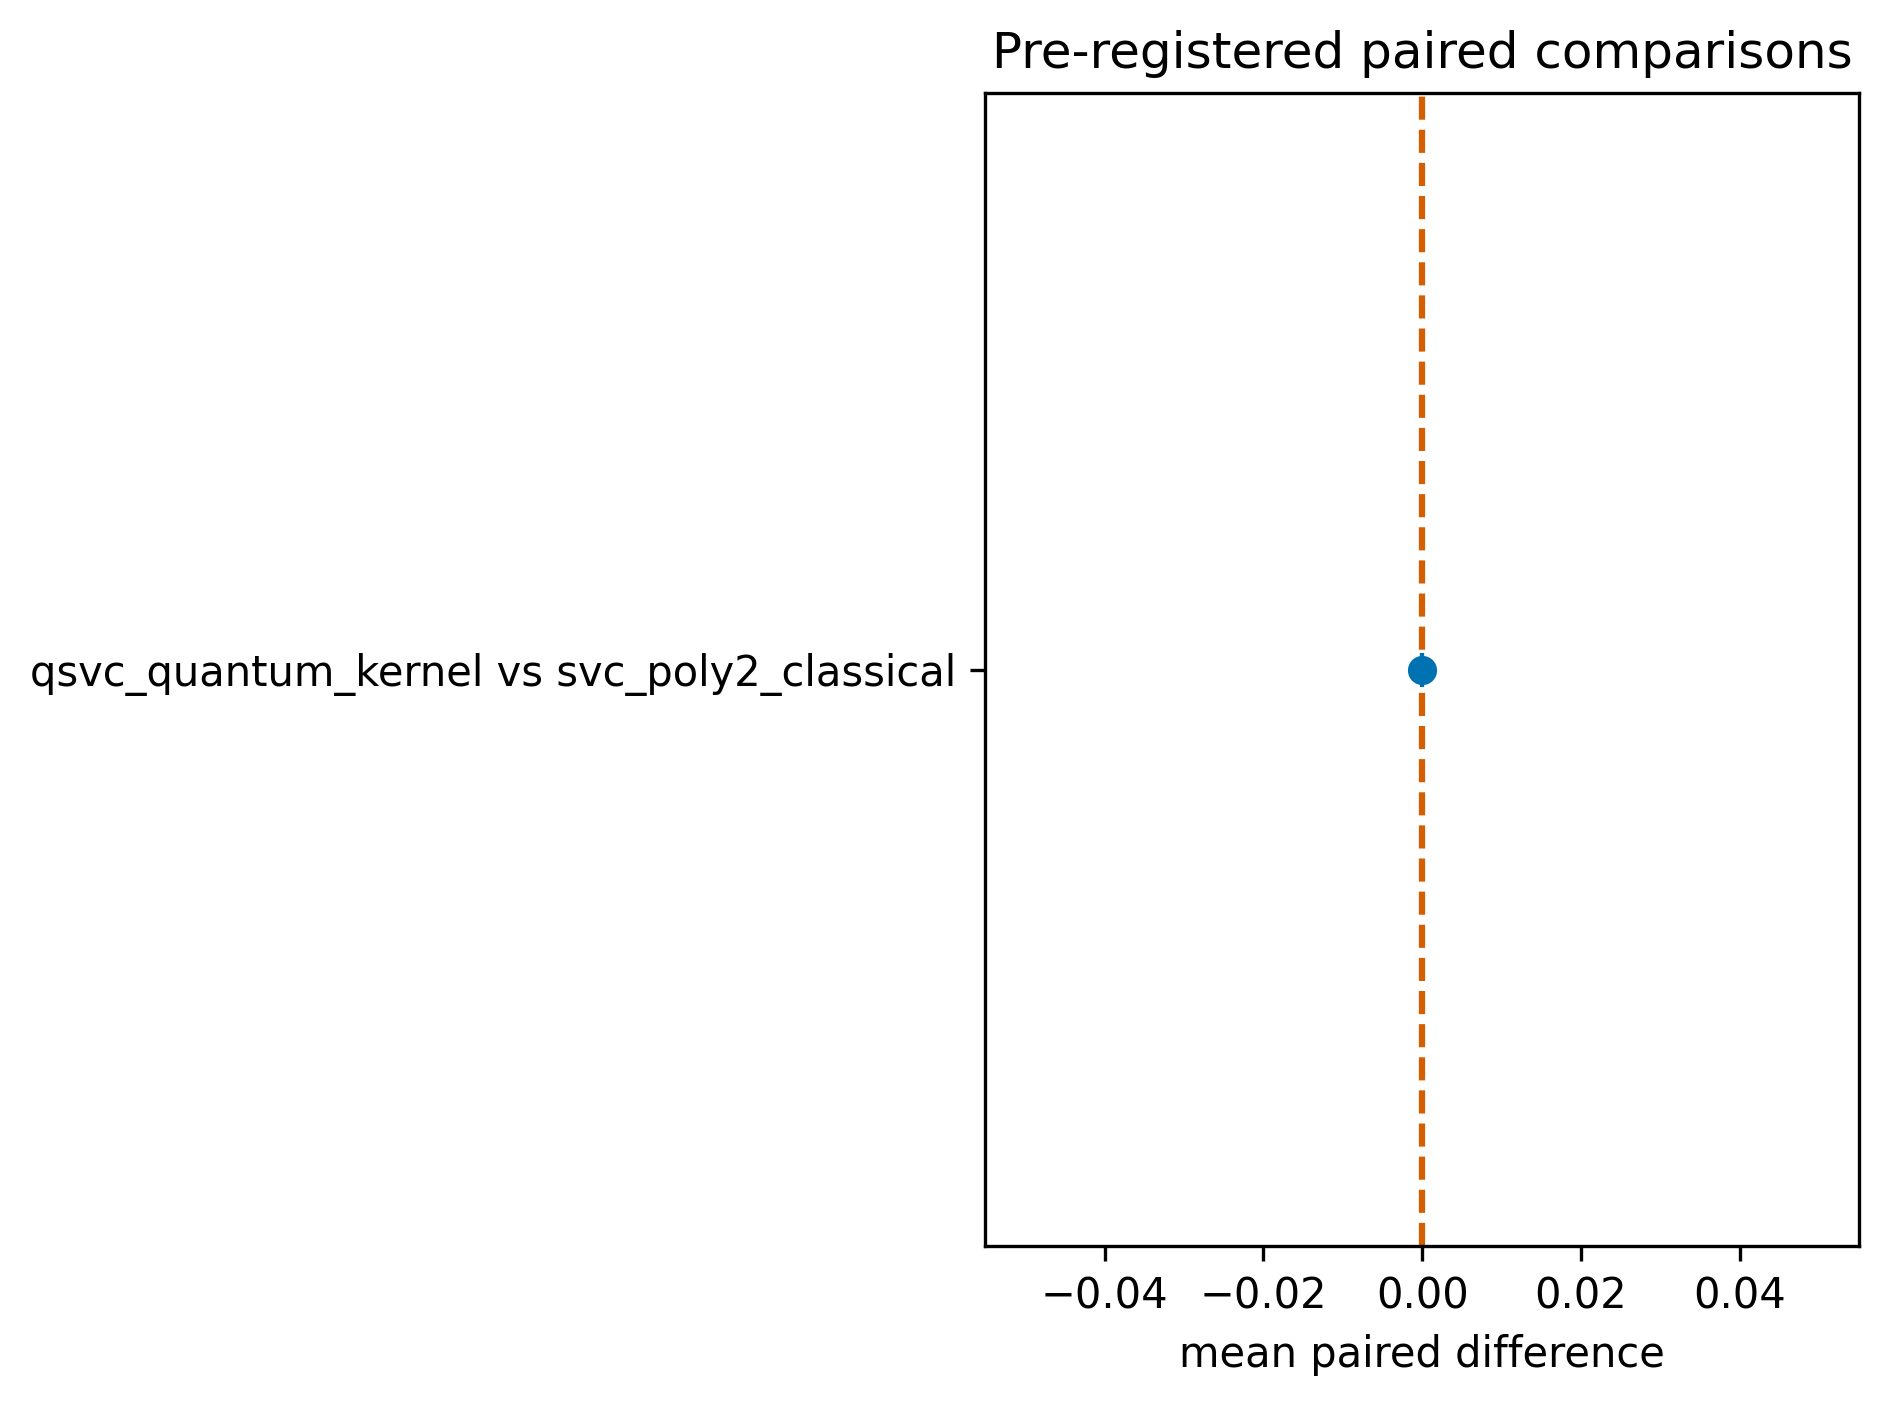 Pre-registered paired comparisons
qsvc_quantum_kernel vs svc_poly2_classical
−0.04 −0.02 0.00 0.02 0.04
mean paired difference